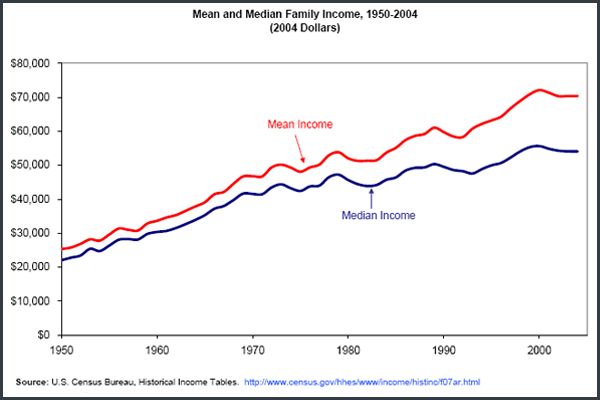 Mean and Median Family Income, 1950-2004
(2004 Dollars)
$80,000
$70,000
$60,000
$50,000
$40,000
$30,000
$20,000
$10,000
$0
Mean Income
Median Income
1950 1960 1970 1980 1990 2000
Source: U.S. Census Bureau, Historical Income Tables. http://www.census.gov/hhes/www/income/histinc/f07ar.html